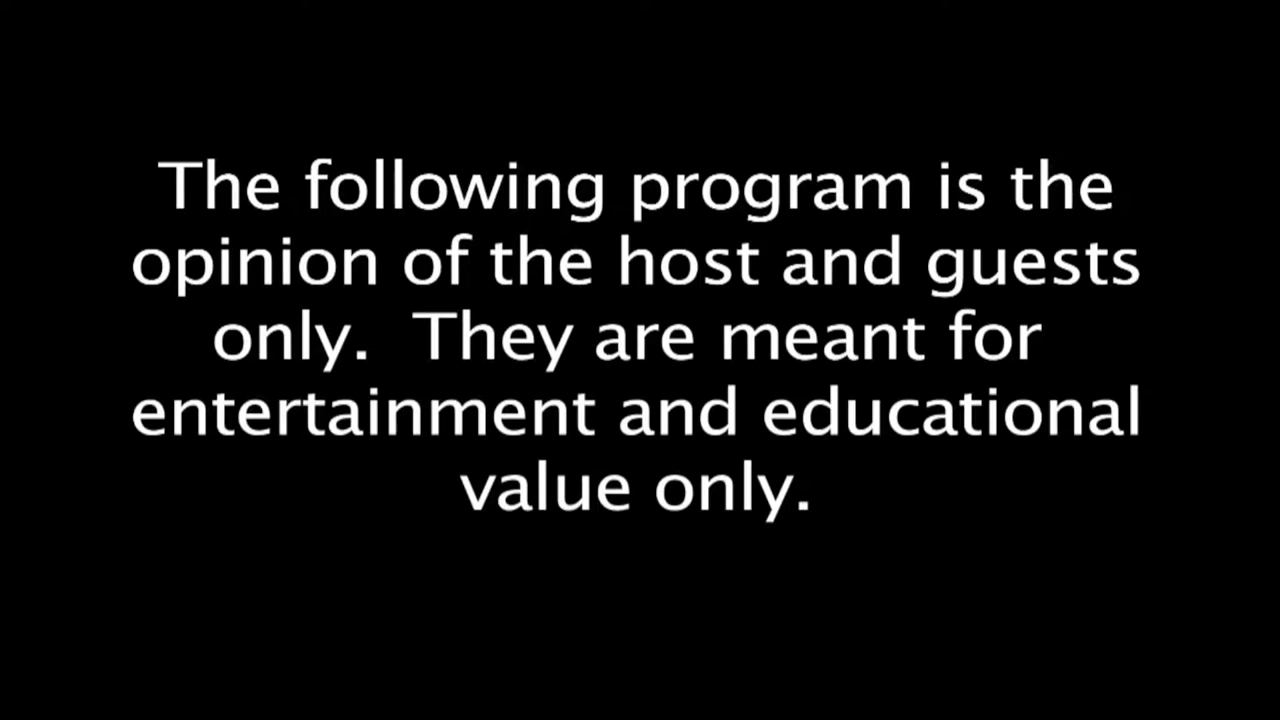 The following program is the
opinion of the host and guests
only.  They are meant for
entertainment and educational
value only.